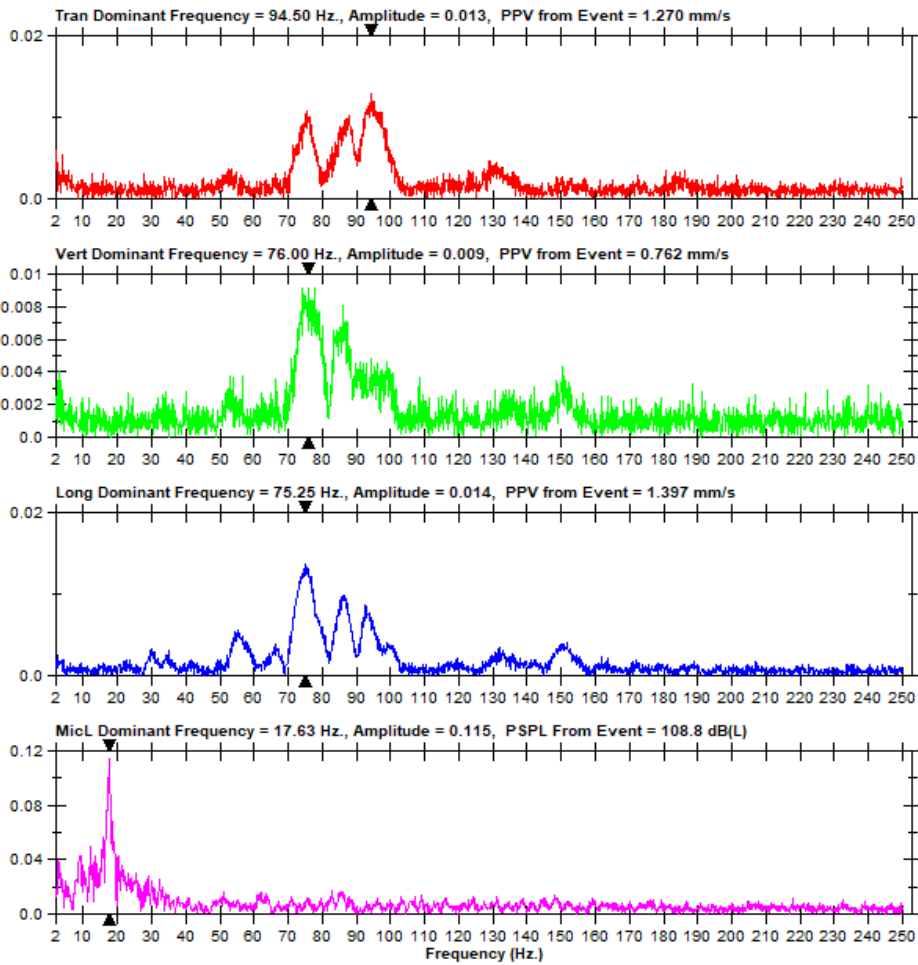 Tran Dominant Frequency = 94.50 Hz., Amplitude = 0.013, PPV from Event = 1.270 mm/s
0.02
0.0
2 10 20 30 40 50 60 70 80 90 100 110 120 130 140 150 160 170 180 190 200 210 220 230 240 250
Vert Dominant Frequency = 76.00 Hz., Amplitude = 0.009, PPV from Event = 0.762 mm/s
0.01
0.008
0.006
0.004
0.002
0.0
2 10 20 30 40 50 60 70 80 90 100 110 120 130 140 150 160 170 180 190 200 210 220 230 240 250
Long Dominant Frequency = 75.25 Hz., Amplitude = 0.014, PPV from Event = 1.397 mm/s
0.02
0.0
2 10 20 30 40 50 60 70 80 90 100 110 120 130 140 150 160 170 180 190 200 210 220 230 240 250
MicL Dominant Frequency = 17.63 Hz., Amplitude = 0.115, PSPL From Event = 108.8 dB(L)
0.12
0.08
0.04
0.0
2 10 20 30 40 50 60 70 80 90 100 110 120 130 140 150 160 170 180 190 200 210 220 230 240 250
Frequency (Hz.)